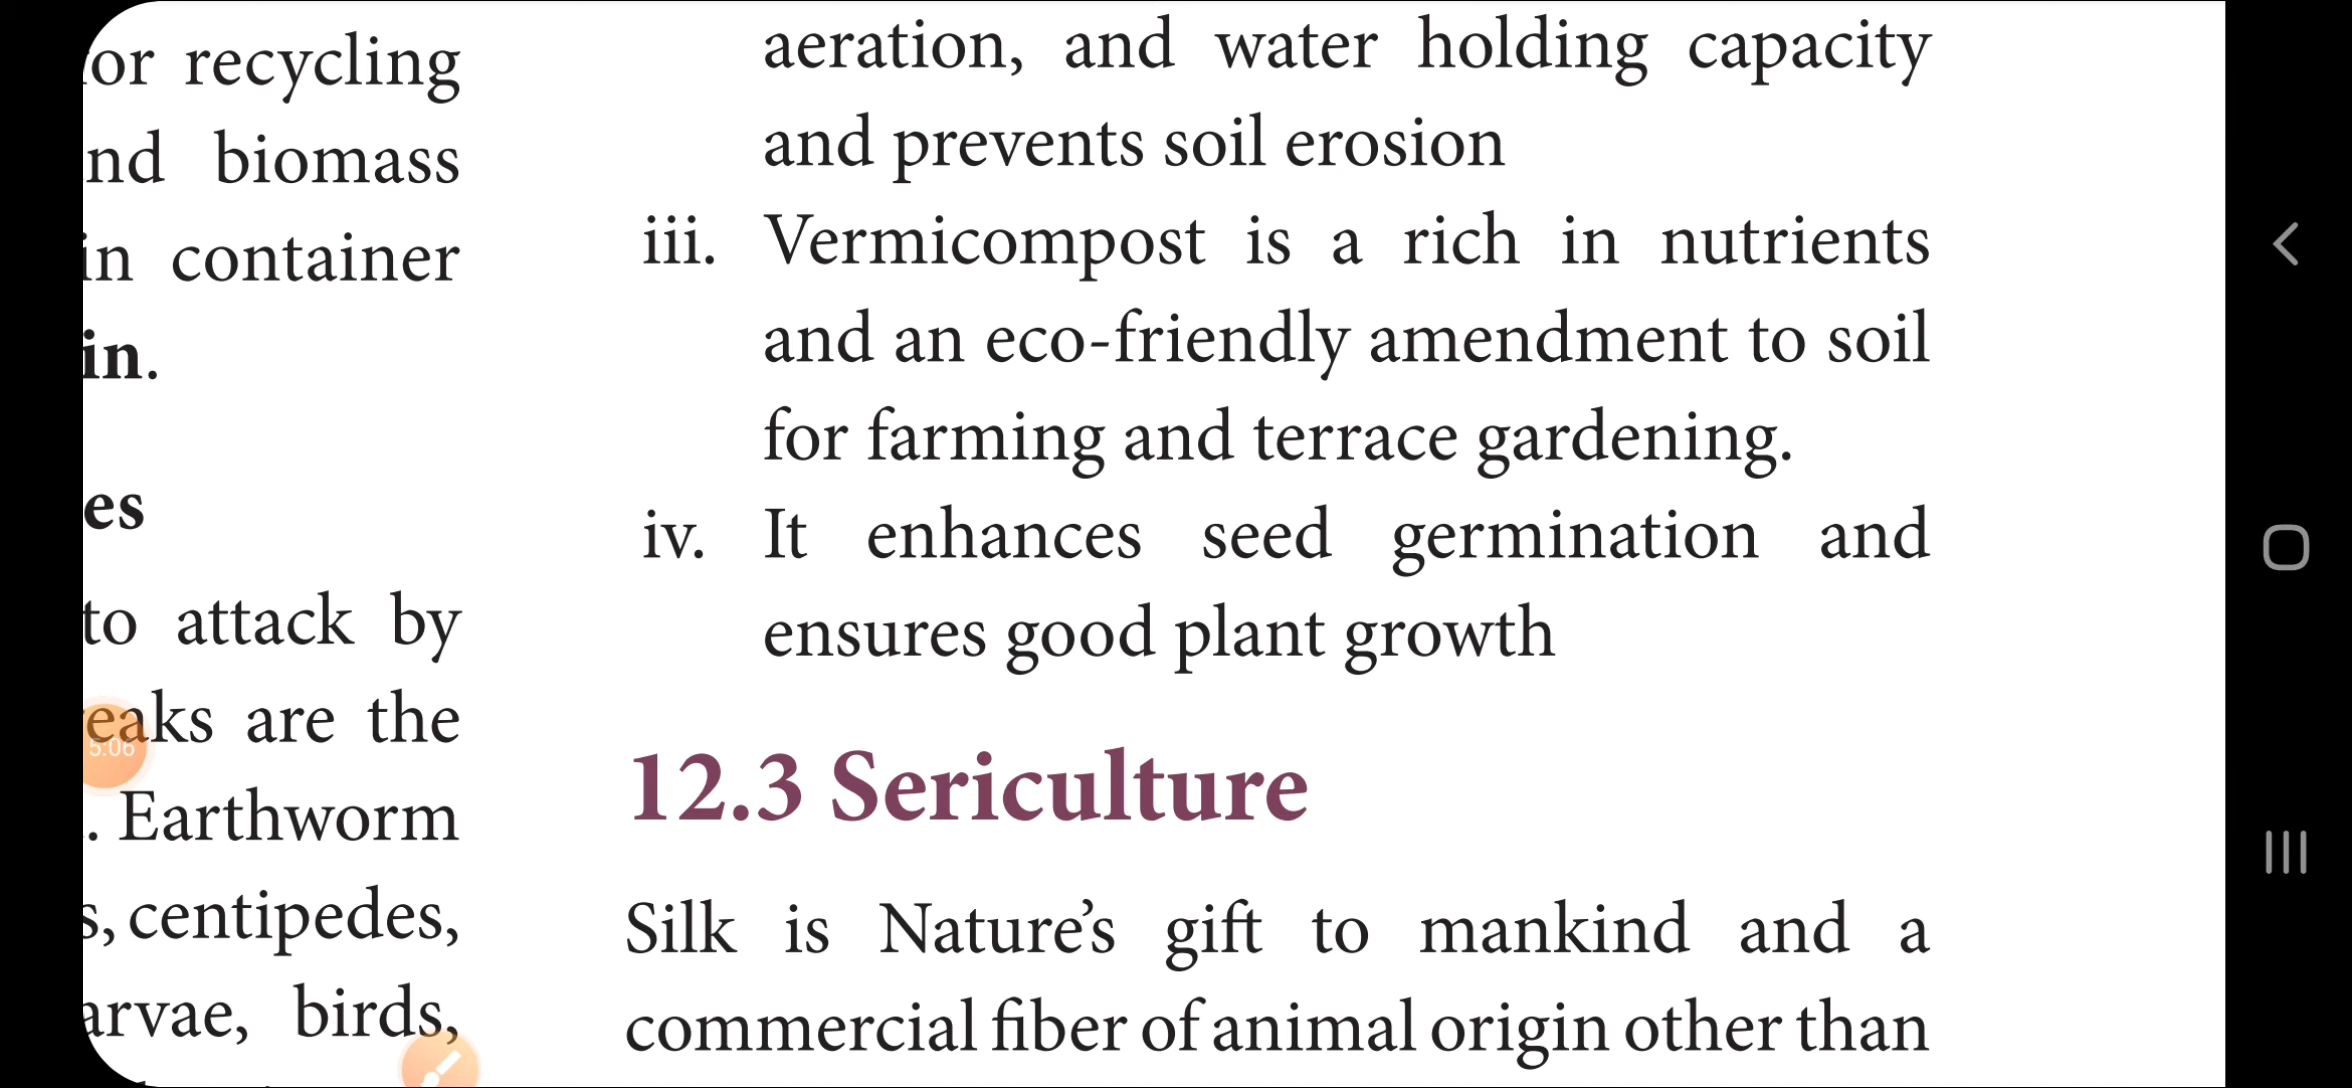 or recycling
nd biomass
in container
in.
es
to attack by
eaks are the
5:06
. Earthworm
s, centipedes,
arvae, birds,
aeration, and water holding capacity
and prevents soil erosion
iii. Vermicompost is a rich in nutrients
and an eco-friendly amendment to soil
for farming and terrace gardening.
iv. It enhances seed germination and
ensures good plant growth
12.3 Sericulture
Silk is Nature's gift to mankind and a
commercial fiber of animal origin other than